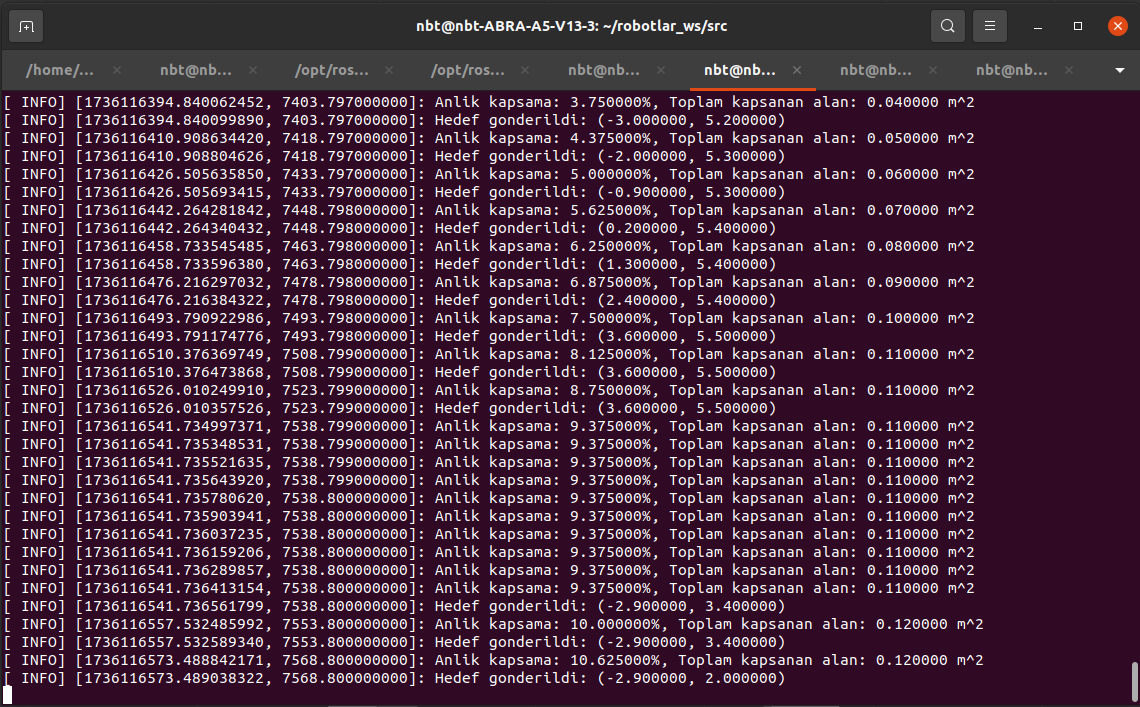 nbt@nbt-ABRA-A5-V13-3: ~/robotlar_ws/src
/home/... nbt@nb... /opt/ros... /opt/ros... nbt@nb... nbt@nb... nbt@nb... nbt@nb...
[ INFO] [1736116394.840062452, 7403.797000000]: Anlik kapsama: 3.750000%, Toplam kapsanan alan: 0.040000 m^2
[ INFO] [1736116394.840099890, 7403.797000000]: Hedef gonderildi: (-3.000000, 5.200000)
[ INFO] [1736116410.908634420, 7418.797000000]: Anlik kapsama: 4.375000%, Toplam kapsanan alan: 0.050000 m^2
[ INFO] [1736116410.908804626, 7418.797000000]: Hedef gonderildi: (-2.000000, 5.300000)
[ INFO] [1736116426.505635850, 7433.797000000]: Anlik kapsama: 5.000000%, Toplam kapsanan alan: 0.060000 m^2
[ INFO] [1736116426.505693415, 7433.797000000]: Hedef gonderildi: (-0.900000, 5.300000)
[ INFO] [1736116442.264281842, 7448.798000000]: Anlik kapsama: 5.625000%, Toplam kapsanan alan: 0.070000 m^2
[ INFO] [1736116442.264340432, 7448.798000000]: Hedef gonderildi: (0.200000, 5.400000)
[ INFO] [1736116458.733545485, 7463.798000000]: Anlik kapsama: 6.250000%, Toplam kapsanan alan: 0.080000 m^2
[ INFO] [1736116458.733596380, 7463.798000000]: Hedef gonderildi: (1.300000, 5.400000)
[ INFO] [1736116476.216297032, 7478.798000000]: Anlik kapsama: 6.875000%, Toplam kapsanan alan: 0.090000 m^2
[ INFO] [1736116476.216384322, 7478.798000000]: Hedef gonderildi: (2.400000, 5.400000)
[ INFO] [1736116493.790922986, 7493.798000000]: Anlik kapsama: 7.500000%, Toplam kapsanan alan: 0.100000 m^2
[ INFO] [1736116493.791174776, 7493.798000000]: Hedef gonderildi: (3.600000, 5.500000)
[ INFO] [1736116510.376369749, 7508.799000000]: Anlik kapsama: 8.125000%, Toplam kapsanan alan: 0.110000 m^2
[ INFO] [1736116510.376473868, 7508.799000000]: Hedef gonderildi: (3.600000, 5.500000)
[ INFO] [1736116526.010249910, 7523.799000000]: Anlik kapsama: 8.750000%, Toplam kapsanan alan: 0.110000 m^2
[ INFO] [1736116526.010357526, 7523.799000000]: Hedef gonderildi: (3.600000, 5.500000)
[ INFO] [1736116541.734997371, 7538.799000000]: Anlik kapsama: 9.375000%, Toplam kapsanan alan: 0.110000 m^2
[ INFO] [1736116541.735348531, 7538.799000000]: Anlik kapsama: 9.375000%, Toplam kapsanan alan: 0.110000 m^2
[ INFO] [1736116541.735521635, 7538.799000000]: Anlik kapsama: 9.375000%, Toplam kapsanan alan: 0.110000 m^2
[ INFO] [1736116541.735643920, 7538.799000000]: Anlik kapsama: 9.375000%, Toplam kapsanan alan: 0.110000 m^2
[ INFO] [1736116541.735780620, 7538.800000000]: Anlik kapsama: 9.375000%, Toplam kapsanan alan: 0.110000 m^2
[ INFO] [1736116541.735903941, 7538.800000000]: Anlik kapsama: 9.375000%, Toplam kapsanan alan: 0.110000 m^2
[ INFO] [1736116541.736037235, 7538.800000000]: Anlik kapsama: 9.375000%, Toplam kapsanan alan: 0.110000 m^2
[ INFO] [1736116541.736159206, 7538.800000000]: Anlik kapsama: 9.375000%, Toplam kapsanan alan: 0.110000 m^2
[ INFO] [1736116541.736289857, 7538.800000000]: Anlik kapsama: 9.375000%, Toplam kapsanan alan: 0.110000 m^2
[ INFO] [1736116541.736413154, 7538.800000000]: Anlik kapsama: 9.375000%, Toplam kapsanan alan: 0.110000 m^2
[ INFO] [1736116541.736561799, 7538.800000000]: Hedef gonderildi: (-2.900000, 3.400000)
[ INFO] [1736116557.532485992, 7553.800000000]: Anlik kapsama: 10.000000%, Toplam kapsanan alan: 0.120000 m^2
[ INFO] [1736116557.532589340, 7553.800000000]: Hedef gonderildi: (-2.900000, 3.400000)
[ INFO] [1736116573.488842171, 7568.800000000]: Anlik kapsama: 10.625000%, Toplam kapsanan alan: 0.120000 m^2
[ INFO] [1736116573.489038322, 7568.800000000]: Hedef gonderildi: (-2.900000, 2.000000)